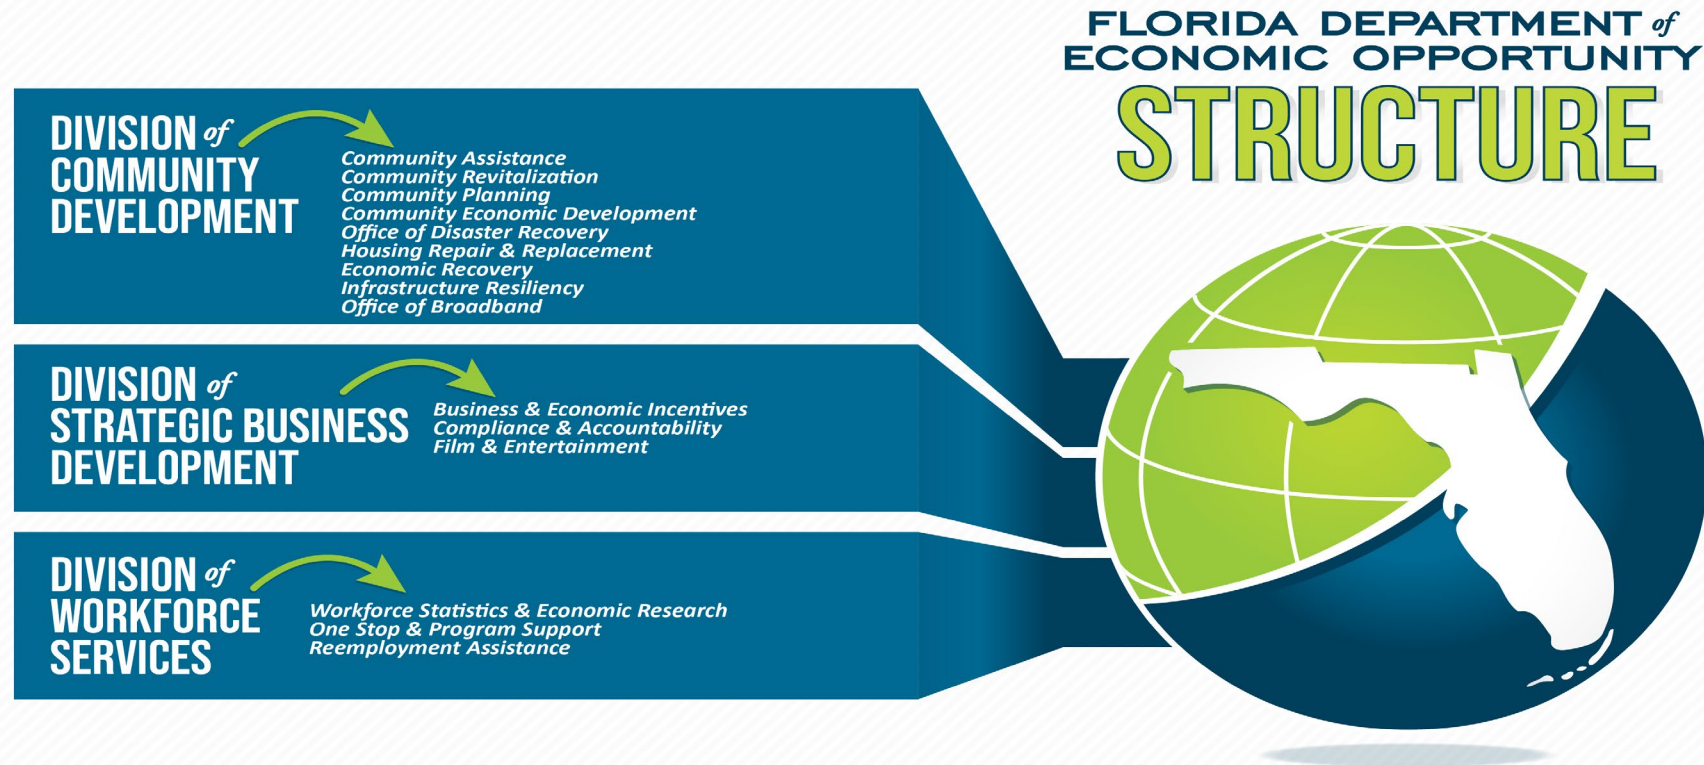 FLORIDA DEPARTMENT of
ECONOMIC OPPORTUNITY
STRUCTURE
DIVISION of
COMMUNITY
DEVELOPMENT
Community Assistance
Community Revitalization
Community Planning
Community Economic Development
Office of Disaster Recovery
Housing Repair & Replacement
Economic Recovery
Infrastructure Resiliency
Office of Broadband
DIVISION of
STRATEGIC BUSINESS
DEVELOPMENT
Business & Economic Incentives
Compliance & Accountability
Film & Entertainment
DIVISION of
WORKFORCE
SERVICES
Workforce Statistics & Economic Research
One Stop & Program Support
Reemployment Assistance